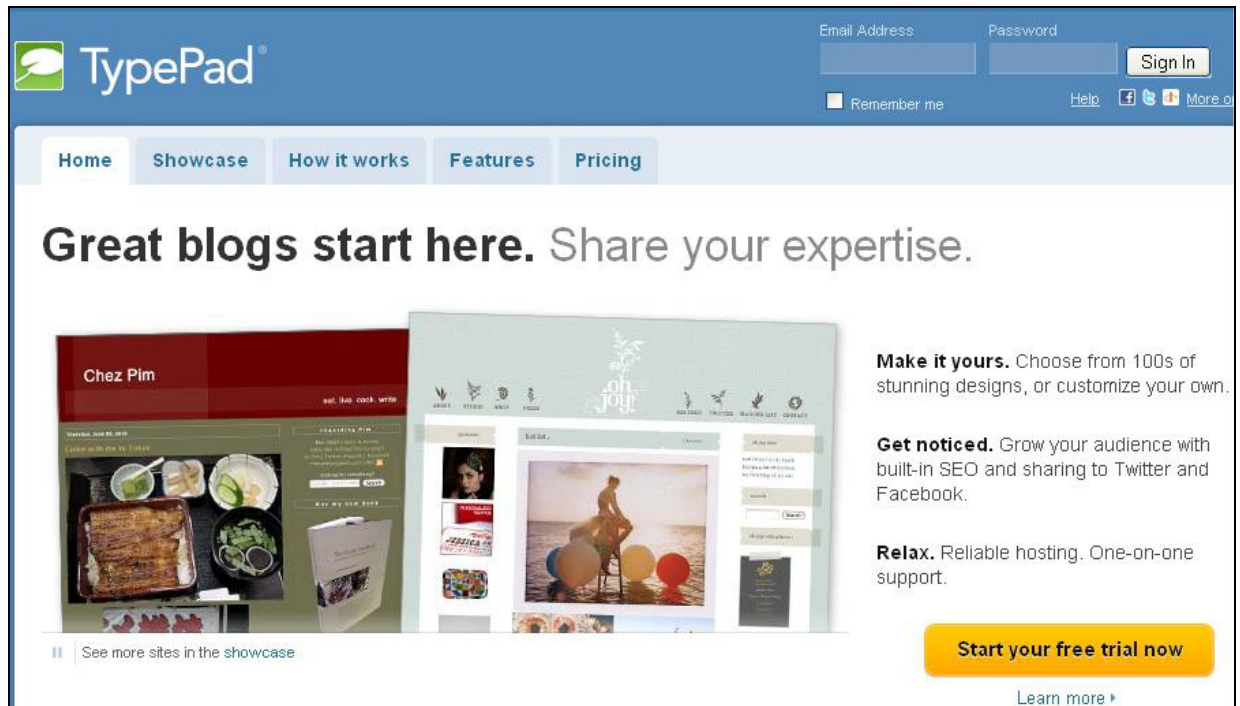 Email Address Password
TypePad®
Sign In
Remember me Help More o
Home Showcase How it works Features Pricing
Great blogs start here. Share your expertise.
Chez Pim
eat. live. cook. write
oh joy!
Make it yours. Choose from 100s of
stunning designs, or customize your own.
Get noticed. Grow your audience with
built-in SEO and sharing to Twitter and
Facebook.
Relax. Reliable hosting. One-on-one
support.
See more sites in the showcase
Start your free trial now
Learn more